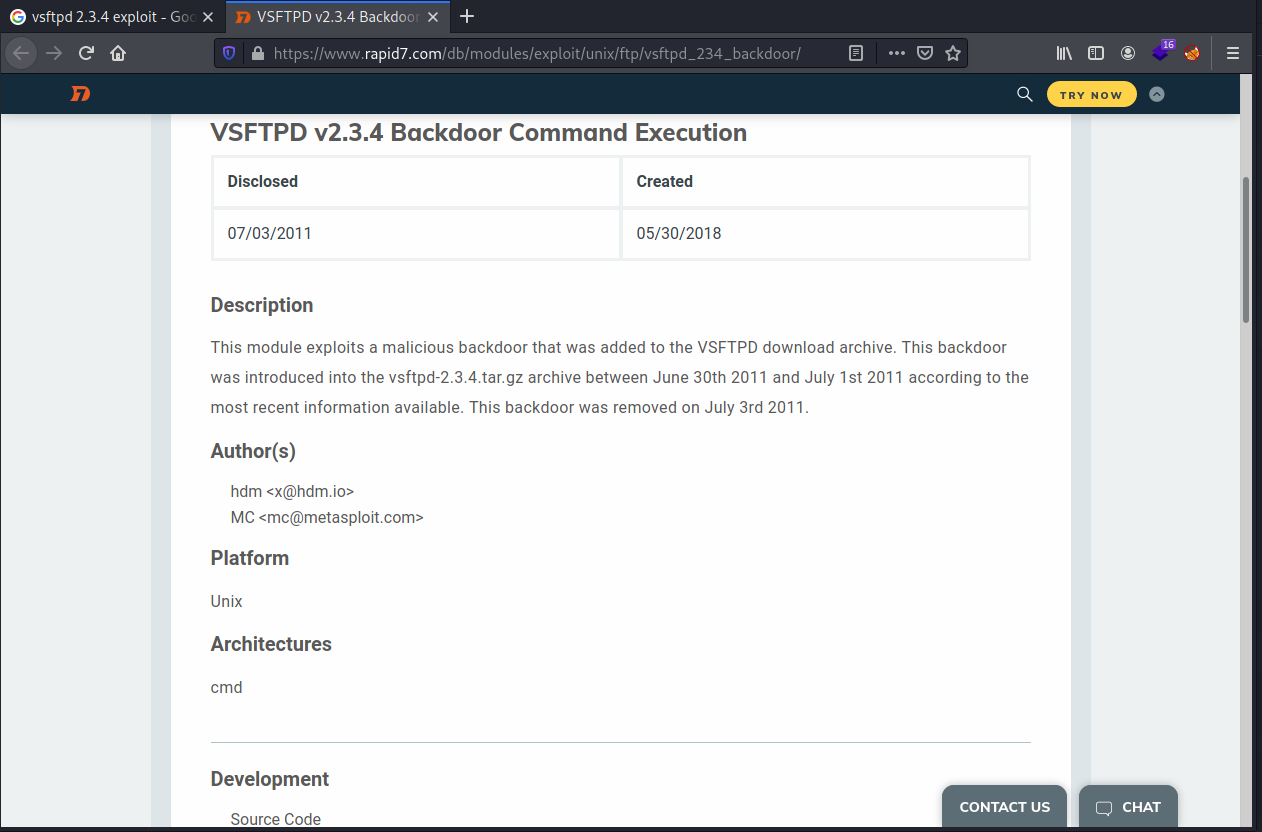 vsftpd 2.3.4 exploit - Goo
VSFTPD v2.3.4 Backdoor
https://www.rapid7.com/db/modules/exploit/unix/ftp/vsftpd_234_backdoor/
16
TRY NOW
VSFTPD v2.3.4 Backdoor Command Execution
Disclosed Created
07/03/2011 05/30/2018
Description
This module exploits a malicious backdoor that was added to the VSFTPD download archive. This backdoor
was introduced into the vsftpd-2.3.4.tar.gz archive between June 30th 2011 and July 1st 2011 according to the
most recent information available. This backdoor was removed on July 3rd 2011.
Author(s)
hdm <x@hdm.io>
MC <mc@metasploit.com>
Platform
Unix
Architectures
cmd
Development
Source Code
CONTACT US
CHAT